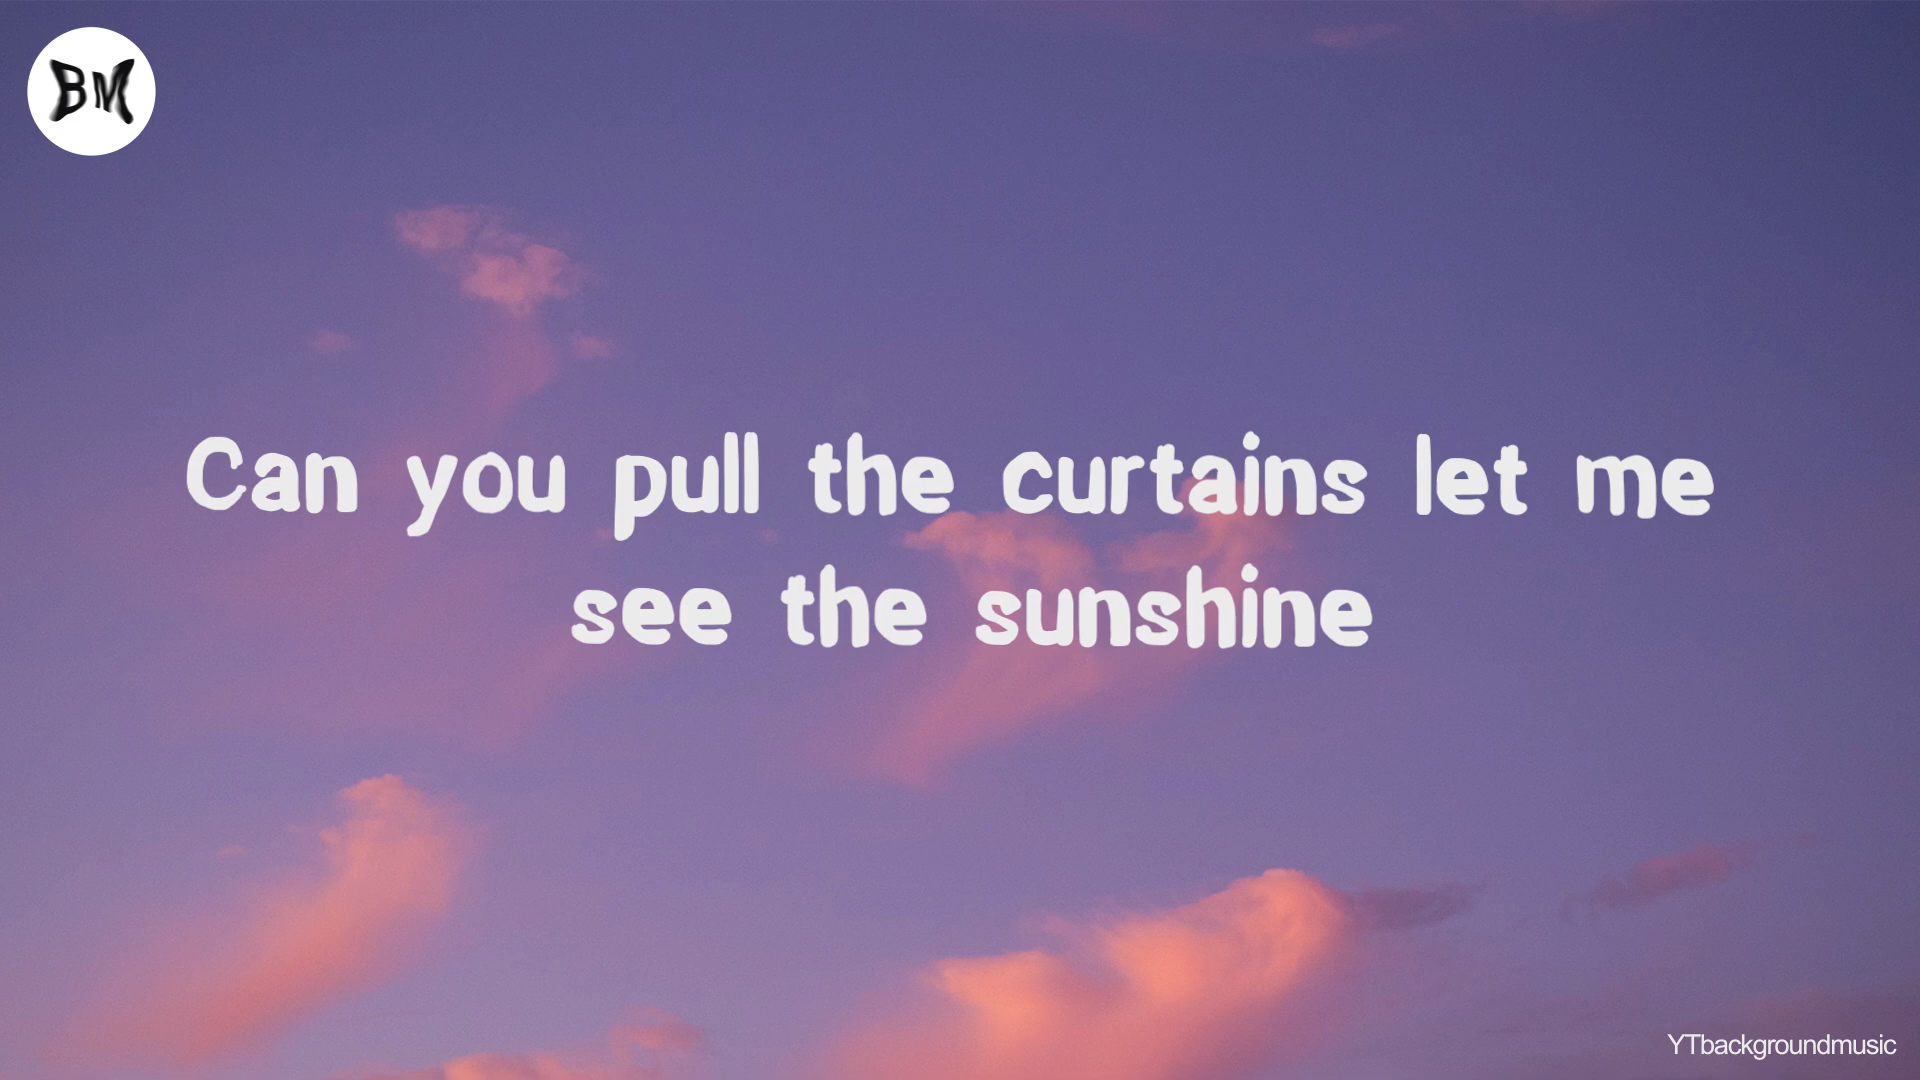 BM
Can you pull the curtains let me
see the sunshine
YTbackgroundmusic